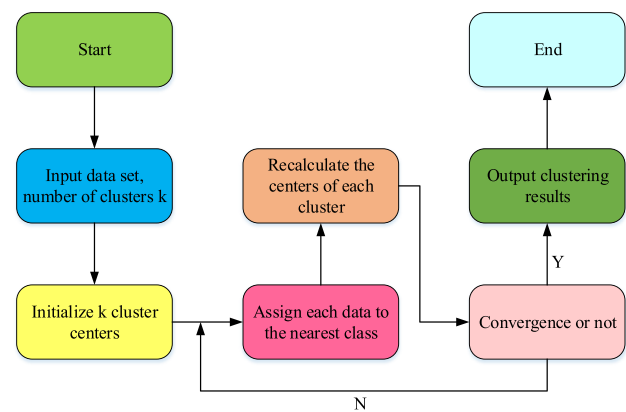 Start
Input data set,
number of clusters k
Initialize k cluster
centers
Assign each data to
the nearest class
Recalculate the
centers of each
cluster
Convergence or not
N
Y
Output clustering
results
End